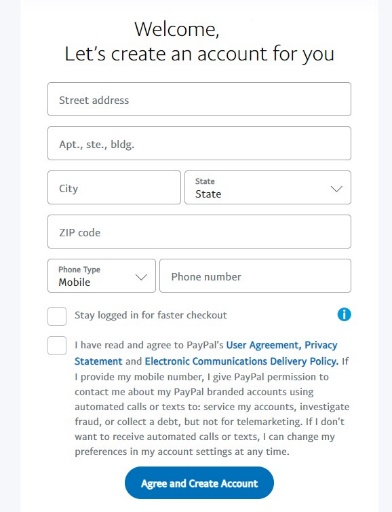 Welcome,
Let's create an account for you
Street address
Apt., ste., bldg.
City
State
State
ZIP code
Phone Type
Mobile
Phone number
Stay logged in for faster checkout
i
I have read and agree to PayPal's User Agreement, Privacy
Statement and Electronic Communications Delivery Policy. If
I provide my mobile number, I give PayPal permission to
contact me about my PayPal branded accounts using
automated calls or texts to: service my accounts, investigate
fraud, or collect a debt, but not for telemarketing. If I don't
want to receive automated calls or texts, I can change my
preferences in my account settings at any time.
Agree and Create Account